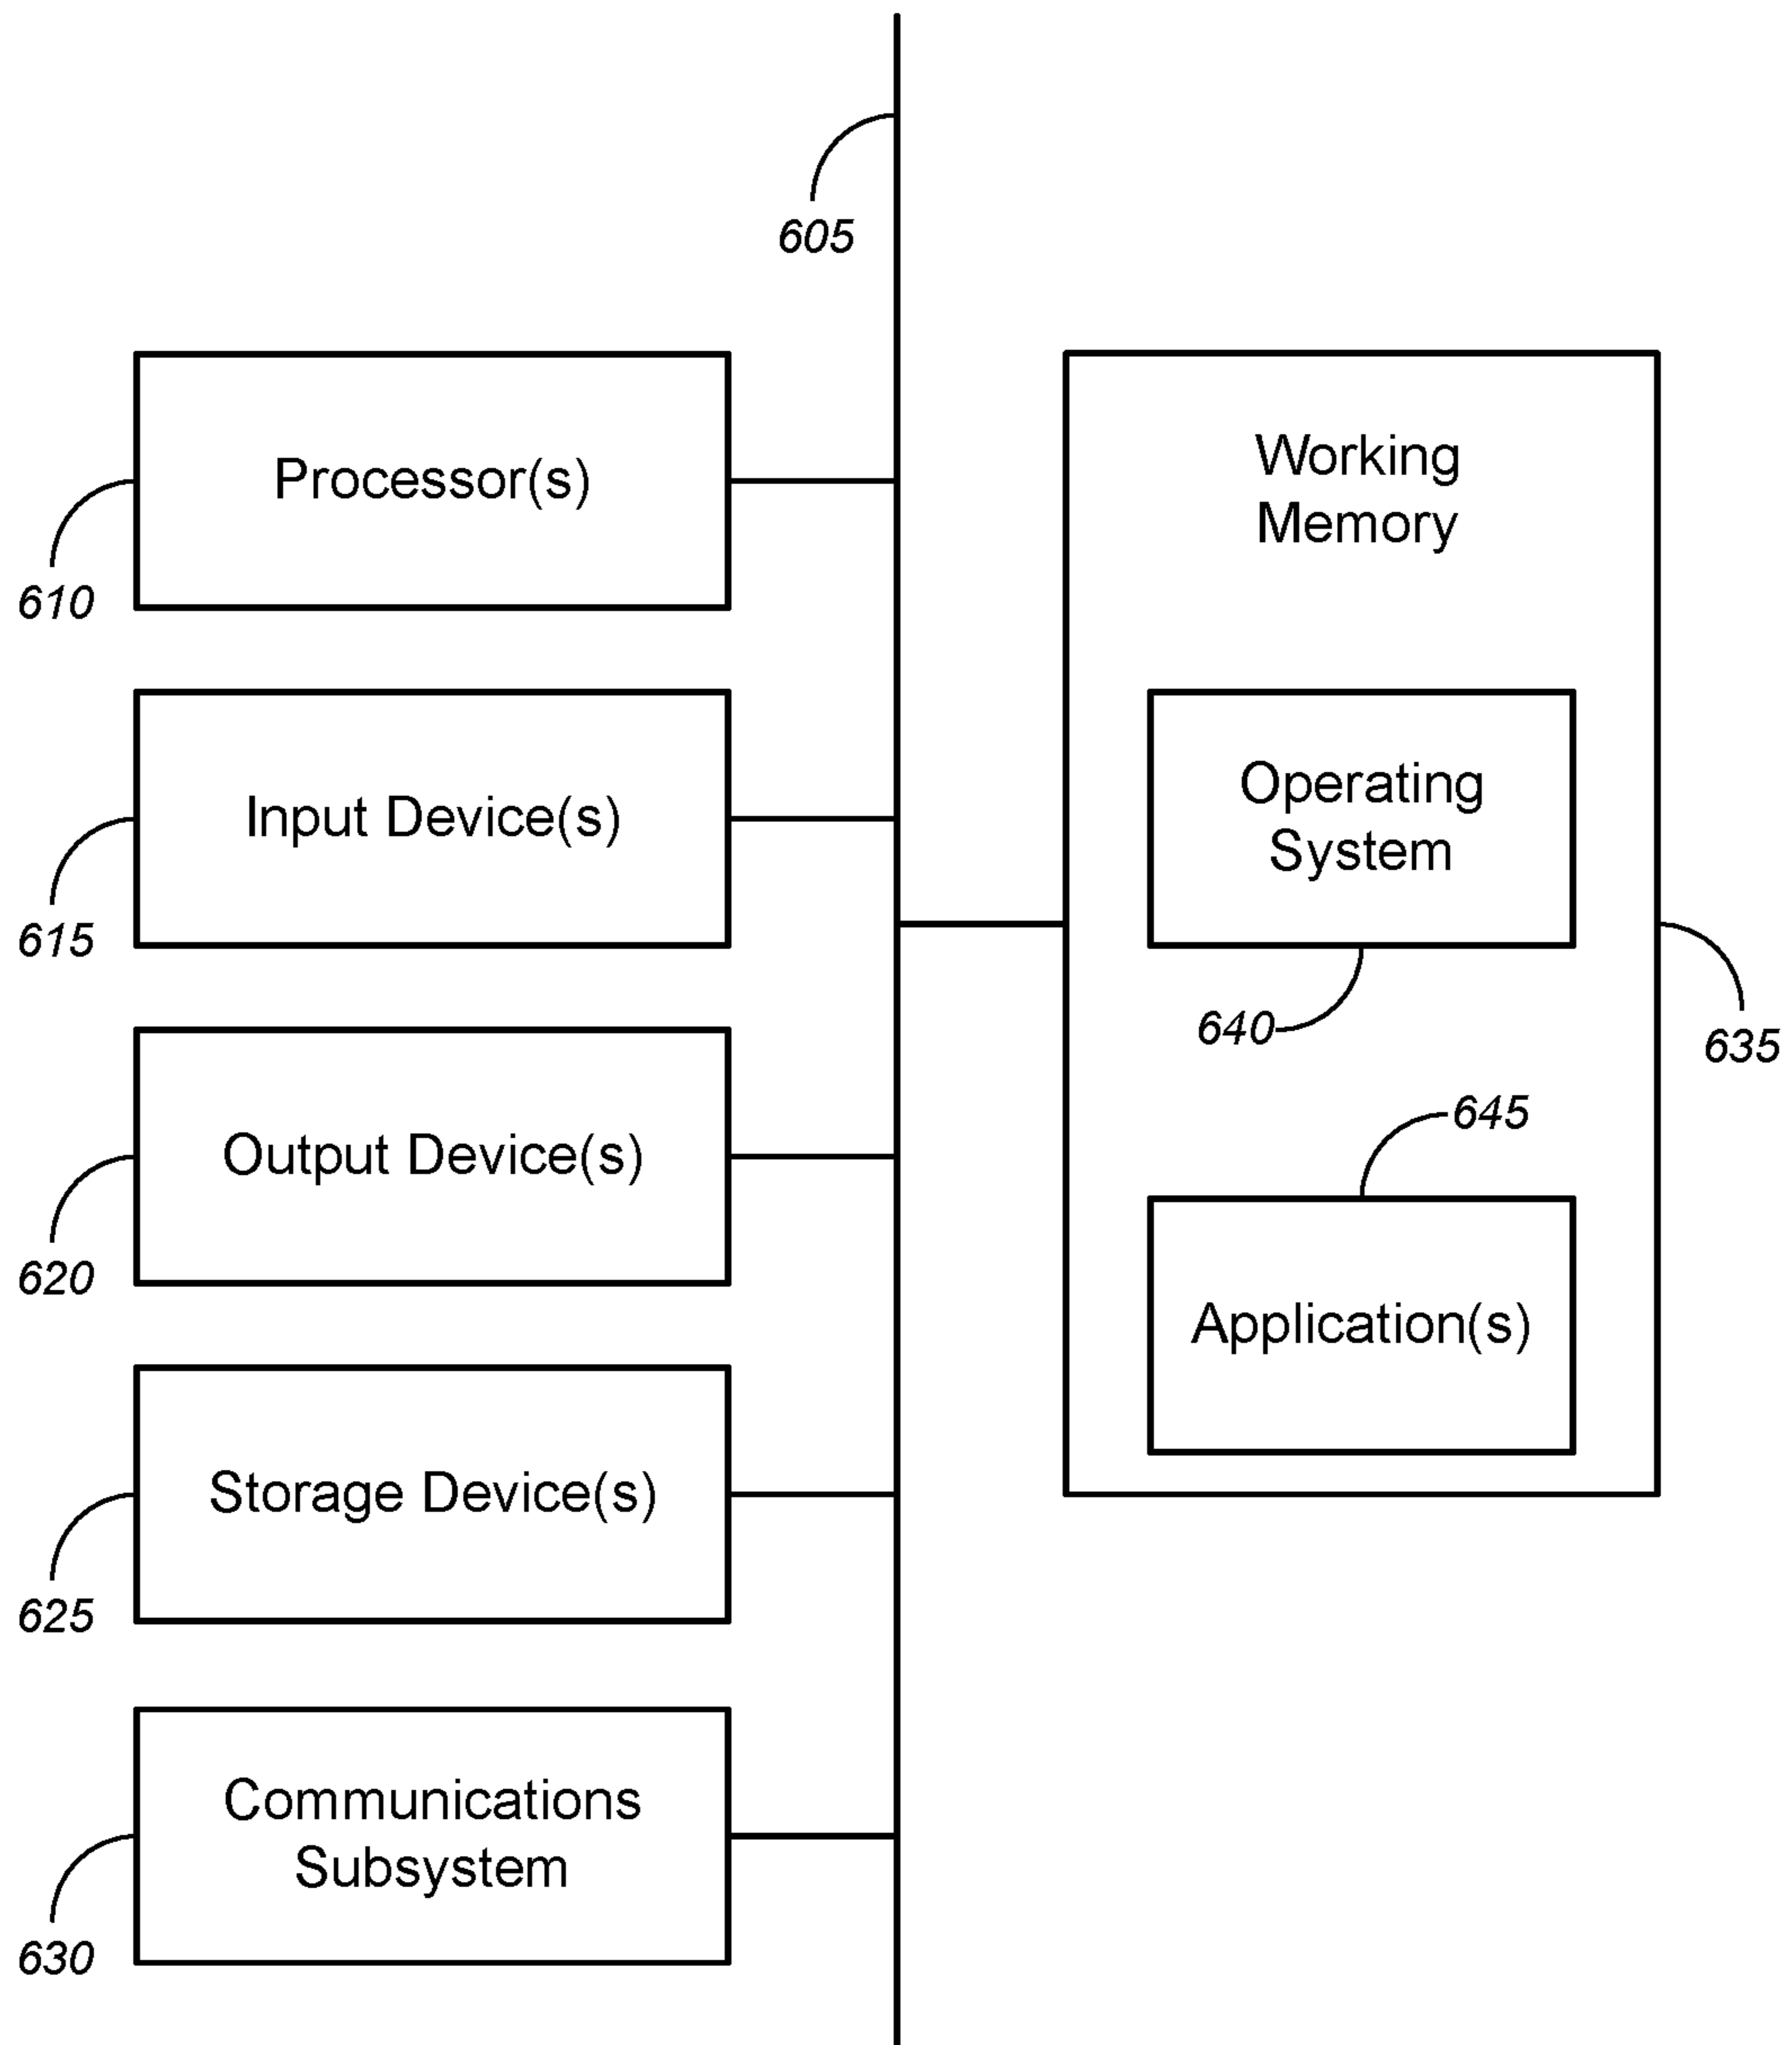 605
Processor(s)
610
Input Device(s)
615
Output Device(s)
620
Storage Device(s)
625
Communications
Subsystem
630
Working
Memory
Operating
System
640
635
645
Application(s)